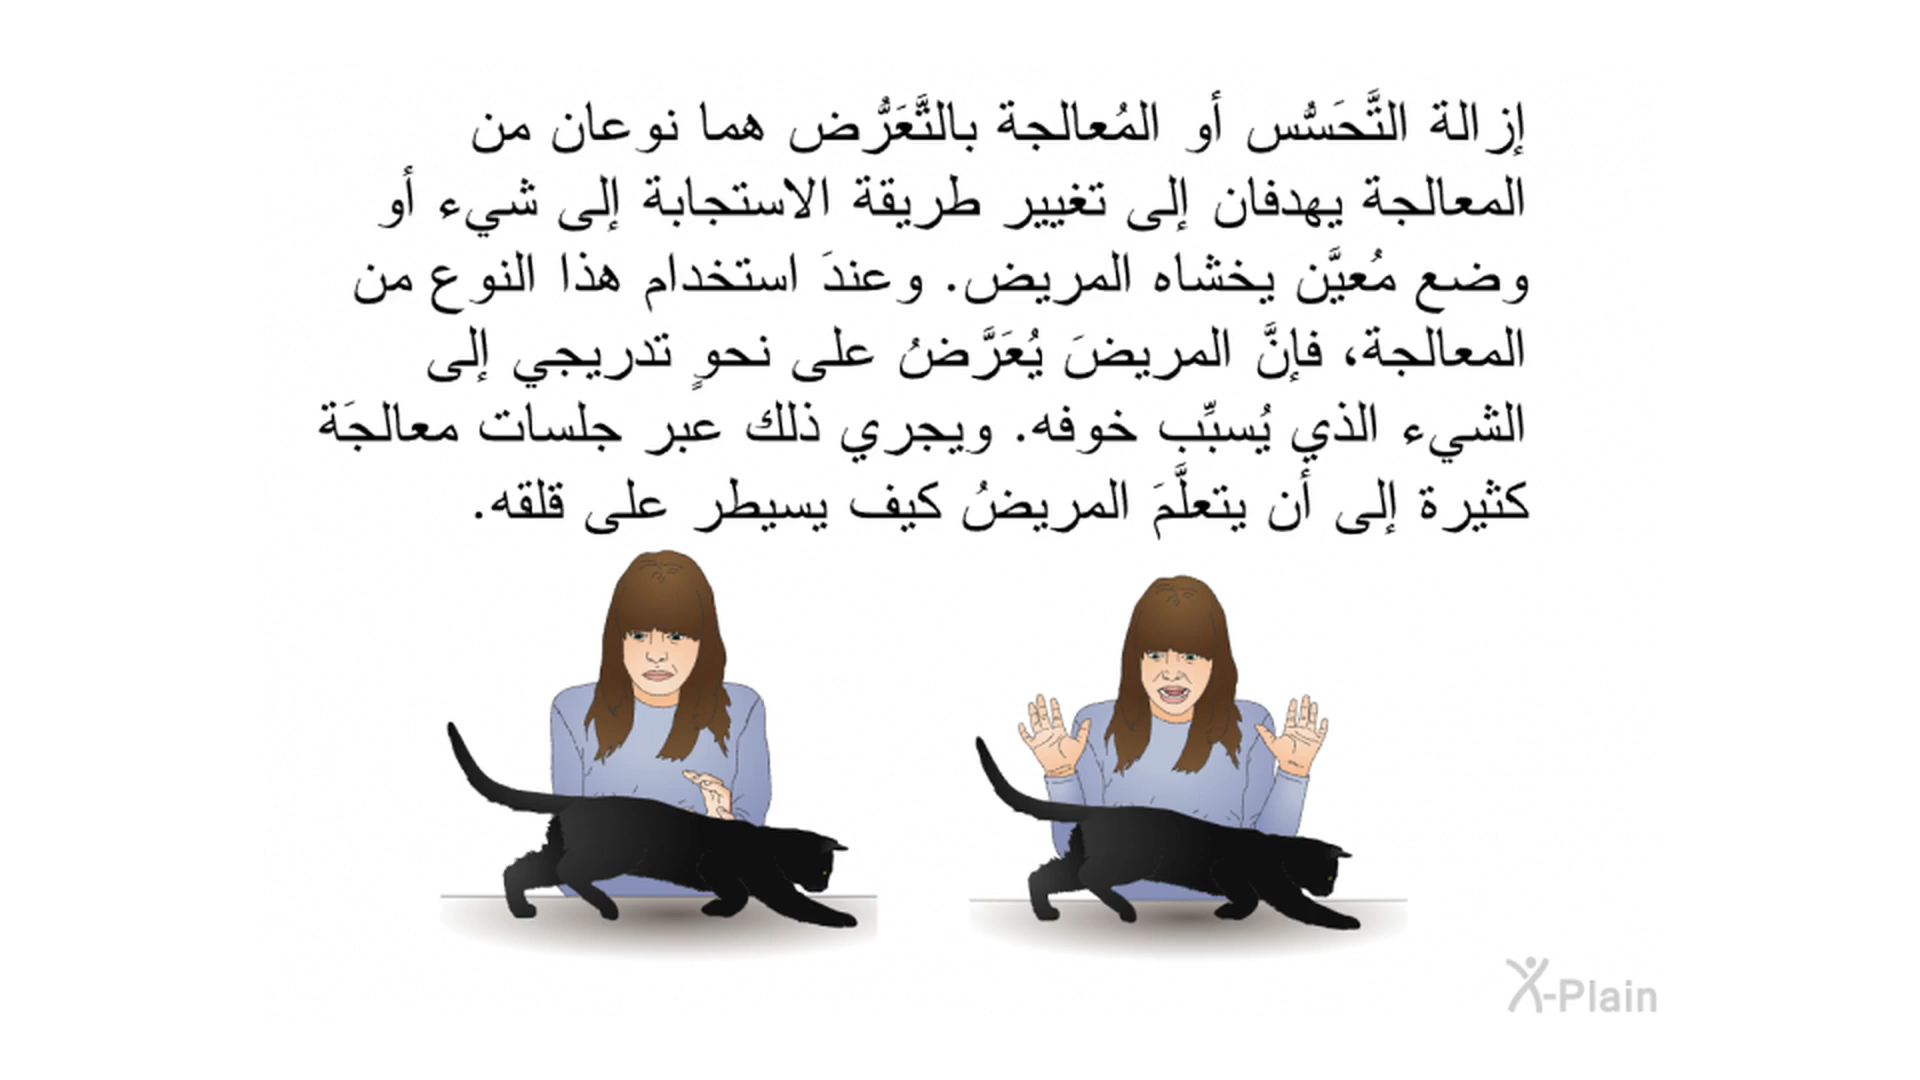 إزالة التَّحَسُّس أو المُعالجة بالتَّعَرُّض هما نوعان من
المعالجة يهدفان إلى تغيير طريقة الاستجابة إلى شيء أو
وضع مُعيَّن يخشاه المريض. وعندَ استخدام هذا النوع من
المعالجة، فإنَّ المريضَ يُعَرَّضُ على نحوٍ تدريجي إلى
الشيء الذي يُسبِّب خوفه. ويجري ذلك عبر جلسات معالجَة
كثيرة إلى أن يتعلَّمَ المريضُ كيف يسيطر على قلقه.
X-Plain